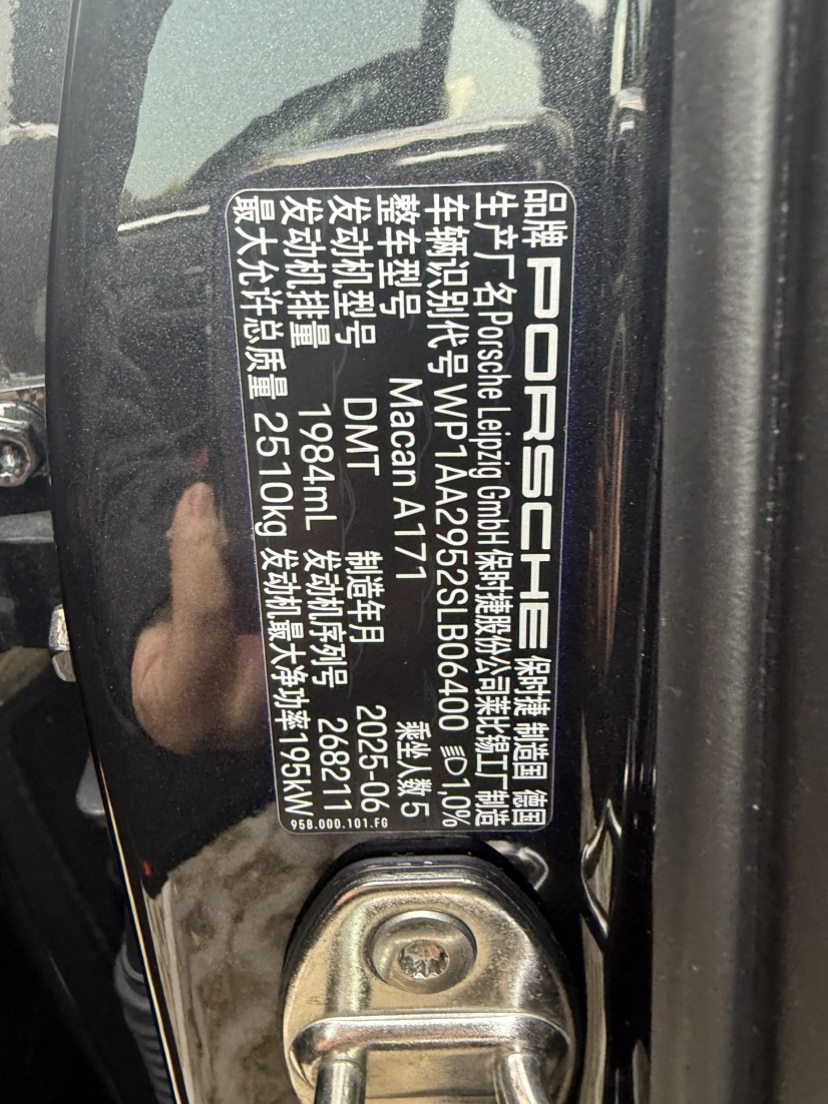 品牌 PORSCHE 保时捷 制造国 德国
生产厂名 Porsche Leipzig GmbH 保时捷股份公司莱比锡工厂 制造
车辆识别代号 WP1AA2952SLB06400 1,0%
整车型号 Macan A171 乘坐人数 5
发动机型号 DMT 制造年月 2025-06
发动机排量 1984mL 发动机序列号 268211
最大允许总质量 2510kg 发动机最大净功率 195kW
95B.000.101.FG